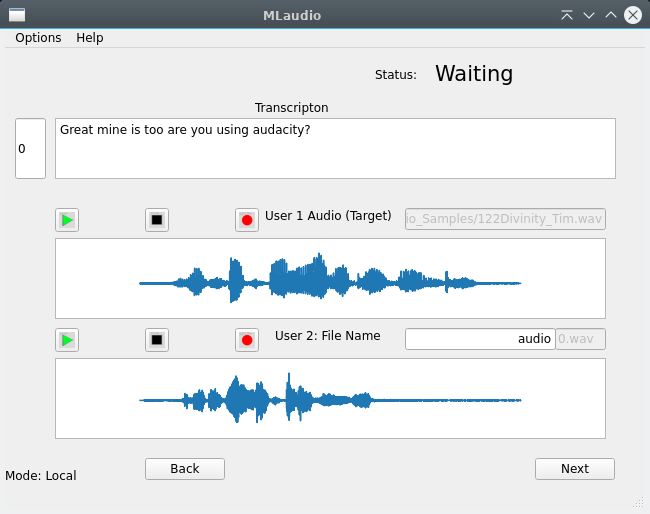 MLaudio
Options Help
Status: Waiting
Transcripton
0
Great mine is too are you using audacity?
User 1 Audio (Target)
io_Samples/122Divinity_Tim.wav
User 2: File Name
audio 0.wav
Back
Next
Mode: Local